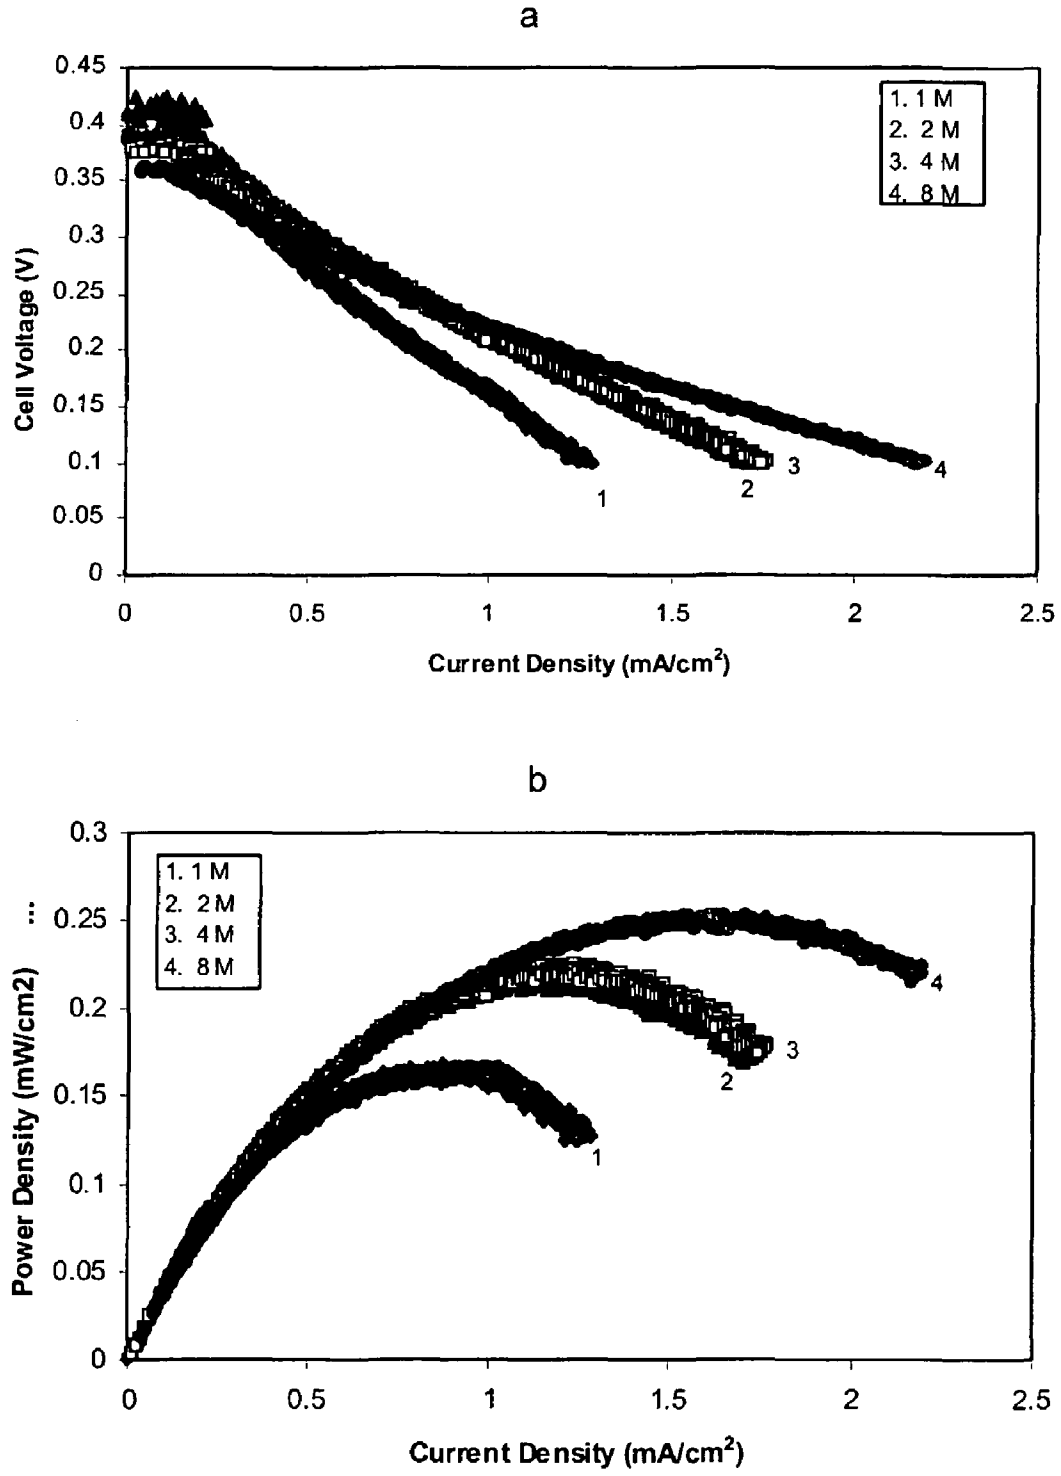 a
0.45
0.4
0.35
0.3
0.25
0.2
0.15
0.1
0.05
0
Cell Voltage (V)
1. 1 M
2. 2 M
3. 4 M
4. 8 M
1
2
3
4
0 0.5 1 1.5 2 2.5
Current Density (mA/cm²)
b
0.3
0.25
0.2
0.15
0.1
0.05
0
Power Density (mW/cm2) ...
1. 1 M
2. 2 M
3. 4 M
4. 8 M
1
2
3
4
0 0.5 1 1.5 2 2.5
Current Density (mA/cm²)